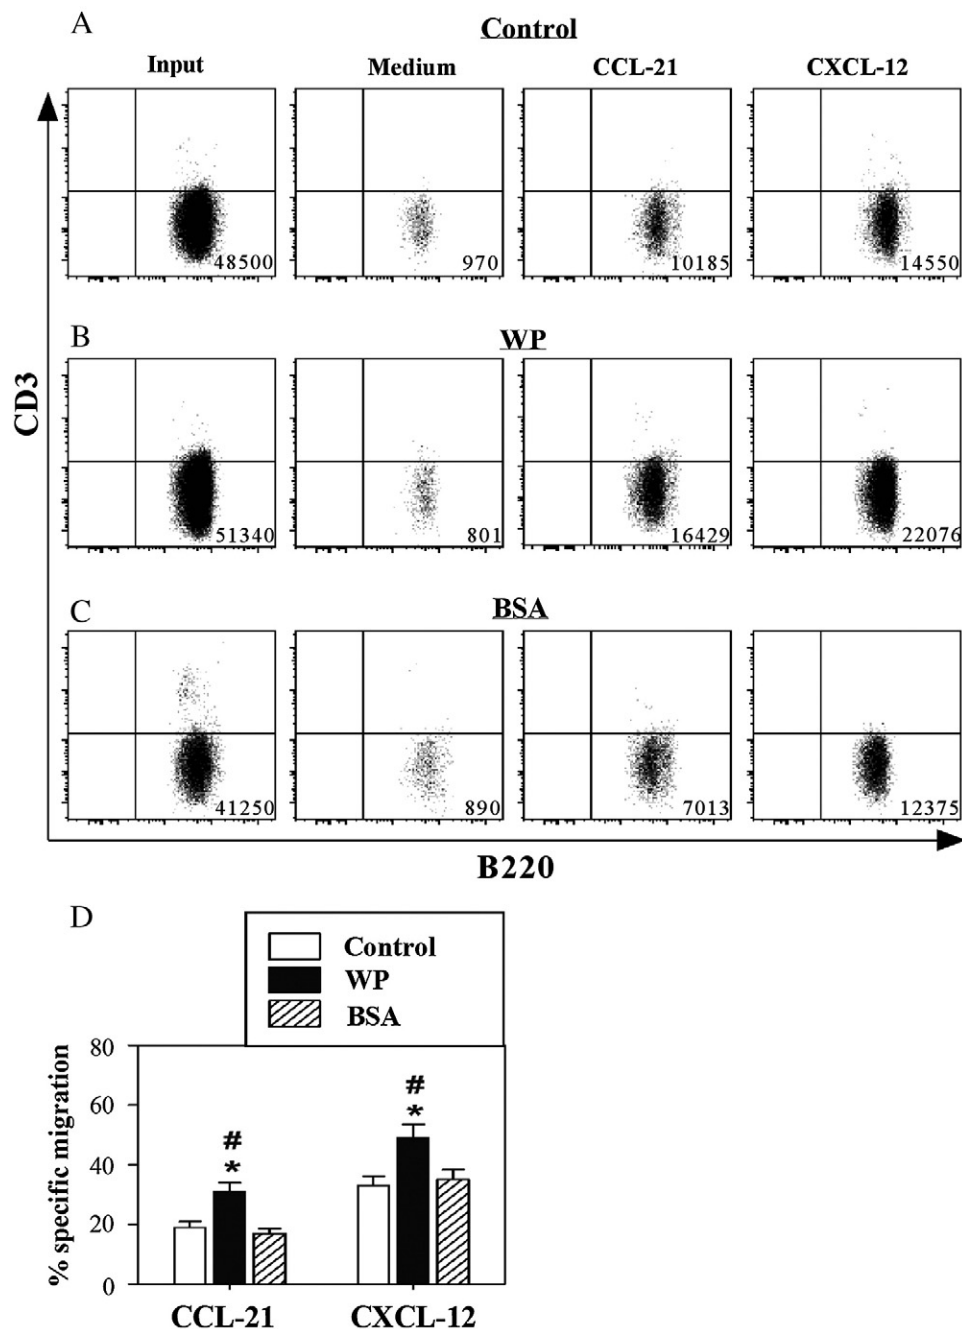 A
Control
Input Medium CCL-21 CXCL-12
48500 970 10185 14550
B
WP
CD3
51340 801 16429 22076
C
BSA
41250 890 7013 12375
B220
D
Control
WP
BSA
% specific migration
80
60
40
20
0
# *
# *
CCL-21 CXCL-12